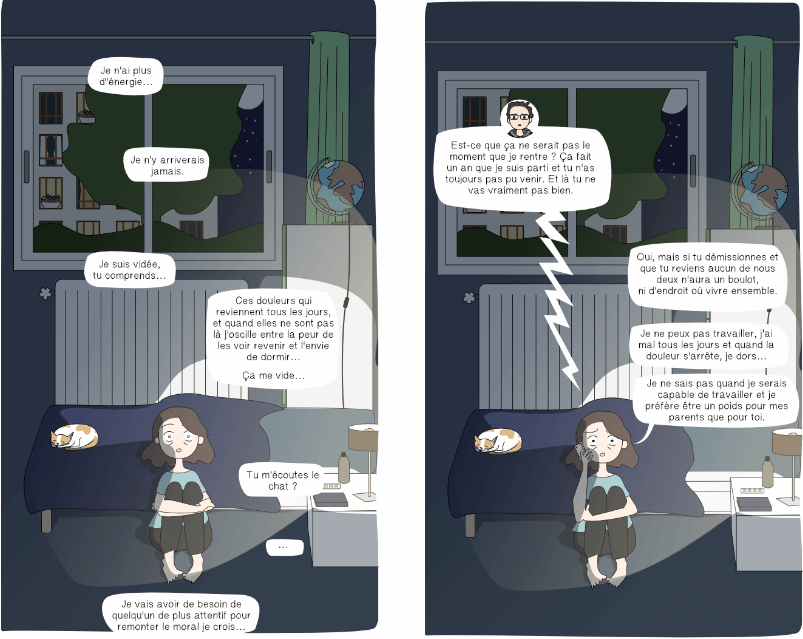 Je n'ai plus
d"énergie...
Je n'y arriverais
jamais.
Je suis vidée,
tu comprends...
Ces douleurs qui
reviennent tous les jours,
et quand elles ne sont pas
là j'oscille entre la peur de
les voir revenir et l'envie
de dormir...
Ça me vide...
Tu m'écoutes le
chat ?
...
Je vais avoir de besoin de
quelqu'un de plus attentif pour
remonter le moral je crois...
Est-ce que ça ne serait pas le
moment que je rentre ? Ça fait
un an que je suis parti et tu n'as
toujours pas pu venir. Et là tu ne
vas vraiment pas bien.
Oui, mais si tu démissionnes et
que tu reviens aucun de nous
deux n'aura un boulot,
ni d'endroit où vivre ensemble.
Je ne peux pas travailler, j'ai
mal tous les jours et quand la
douleur s'arrête, je dors...
Je ne sais pas quand je serais
capable de travailler et je
préfère être un poids pour mes
parents que pour toi.